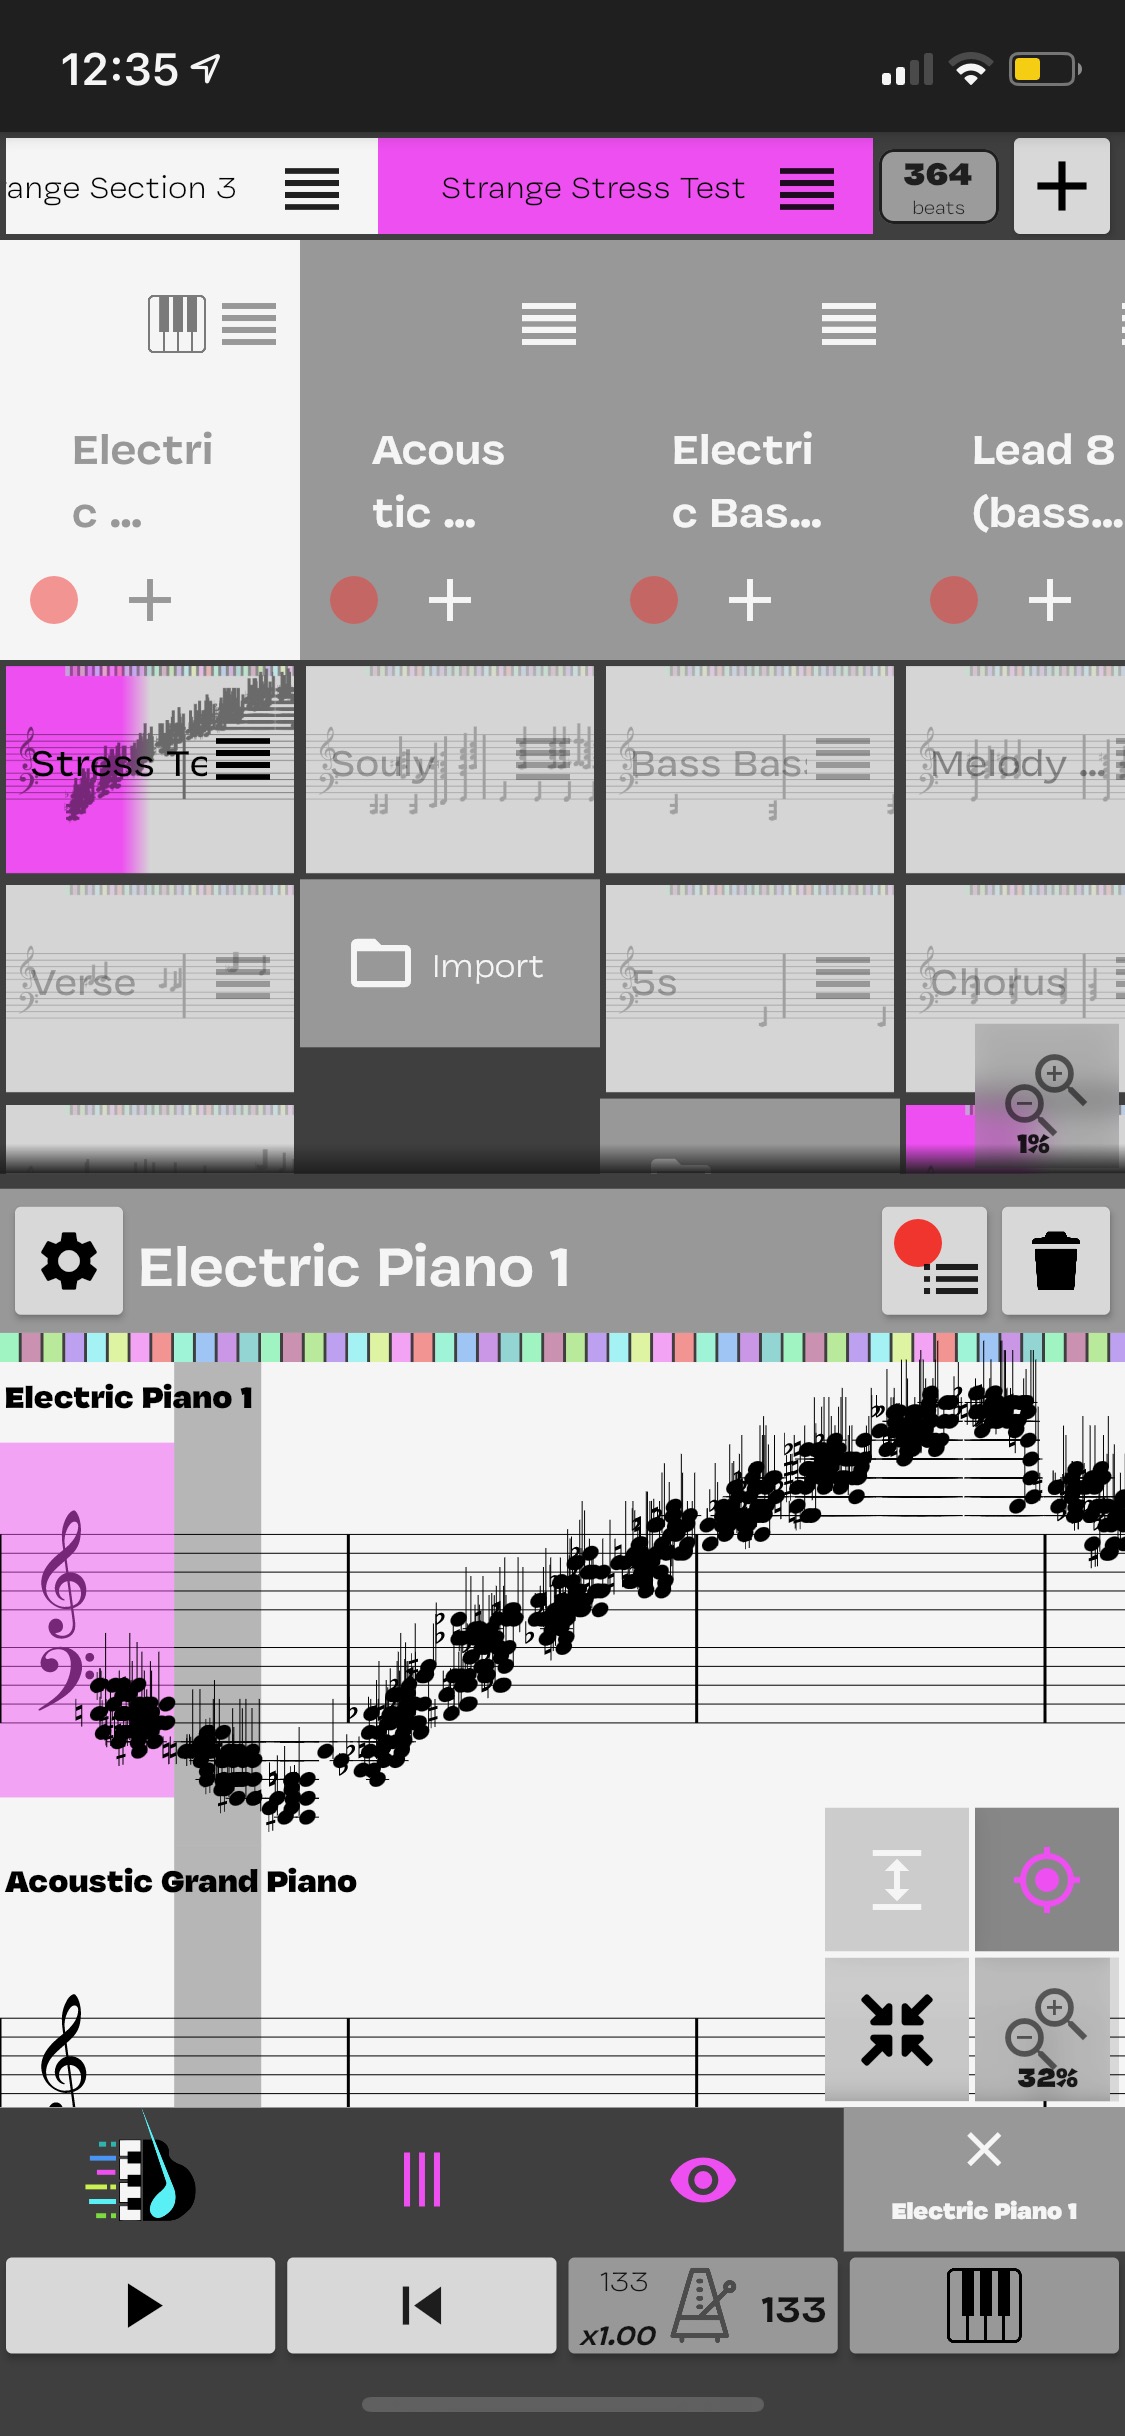 12:35
ange Section 3
Strange Stress Test
364
beats
Electri
c ...
Acous
tic ...
Electri
c Bas...
Lead 8
(bass...
Stress Te
Souly
Bass Bas
Melody ...
Verse
Import
5s
Chorus
1%
Electric Piano 1
Electric Piano 1
Acoustic Grand Piano
32%
Electric Piano 1
133
x1.00
133